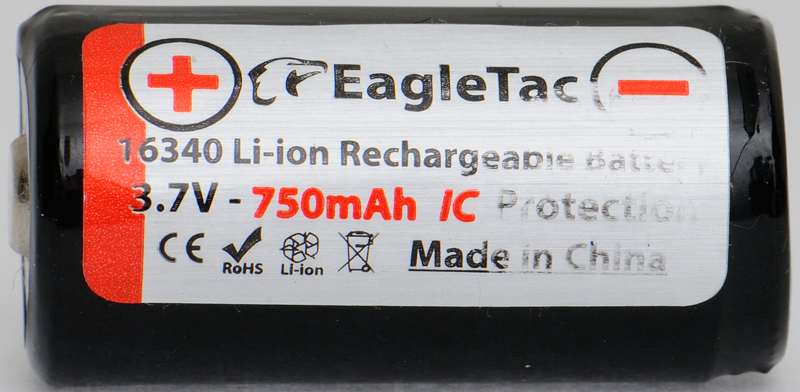 EagleTac
16340 Li-ion Rechargeable Battery
3.7V - 750mAh IC Protection
CE RoHS Li-ion Made in China